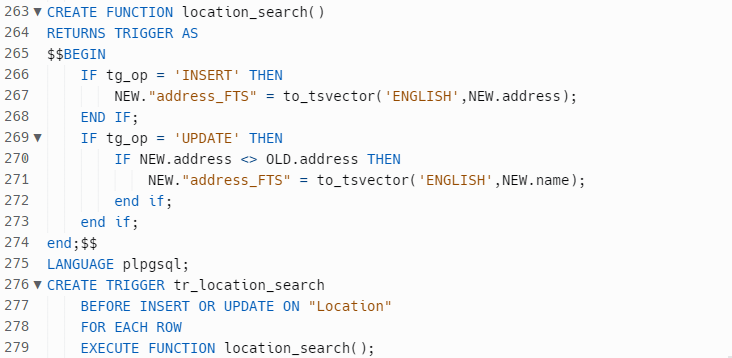 263 ▼ CREATE FUNCTION location_search()
264 RETURNS TRIGGER AS
265 $$BEGIN
266     IF tg_op = 'INSERT' THEN
267         NEW."address_FTS" = to_tsvector('ENGLISH',NEW.address);
268     END IF;
269 ▼     IF tg_op = 'UPDATE' THEN
270         IF NEW.address <> OLD.address THEN
271             NEW."address_FTS" = to_tsvector('ENGLISH',NEW.name);
272         end if;
273     end if;
274 end;$$
275 LANGUAGE plpgsql;
276 ▼ CREATE TRIGGER tr_location_search
277     BEFORE INSERT OR UPDATE ON "Location"
278     FOR EACH ROW
279     EXECUTE FUNCTION location_search();